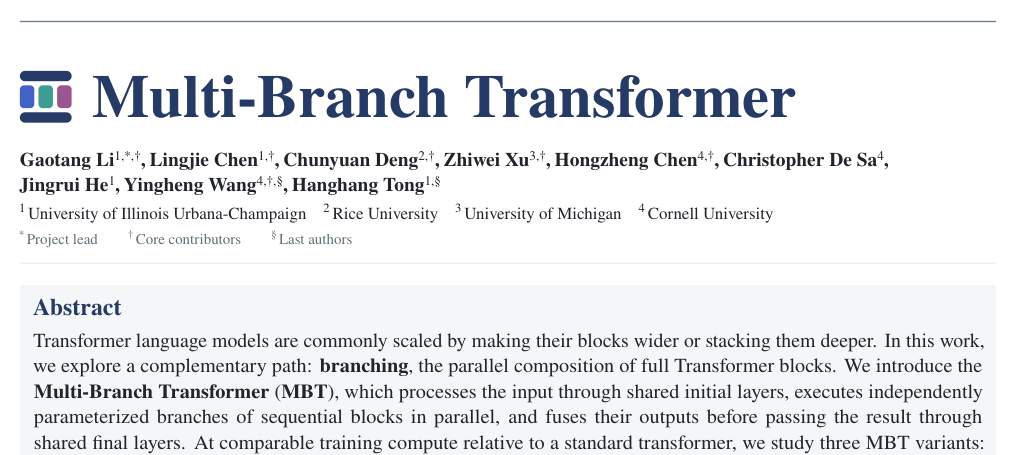 Multi-Branch Transformer
Gaotang Li1,*,†, Lingjie Chen1,†, Chunyuan Deng2,†, Zhiwei Xu3,†, Hongzheng Chen4,†, Christopher De Sa4,
Jingrui He1, Yingheng Wang4,†,§, Hanghang Tong1,§
1 University of Illinois Urbana-Champaign 2 Rice University 3 University of Michigan 4 Cornell University
* Project lead † Core contributors § Last authors
Abstract
Transformer language models are commonly scaled by making their blocks wider or stacking them deeper. In this work,
we explore a complementary path: branching, the parallel composition of full Transformer blocks. We introduce the
Multi-Branch Transformer (MBT), which processes the input through shared initial layers, executes independently
parameterized branches of sequential blocks in parallel, and fuses their outputs before passing the result through
shared final layers. At comparable training compute relative to a standard transformer, we study three MBT variants: